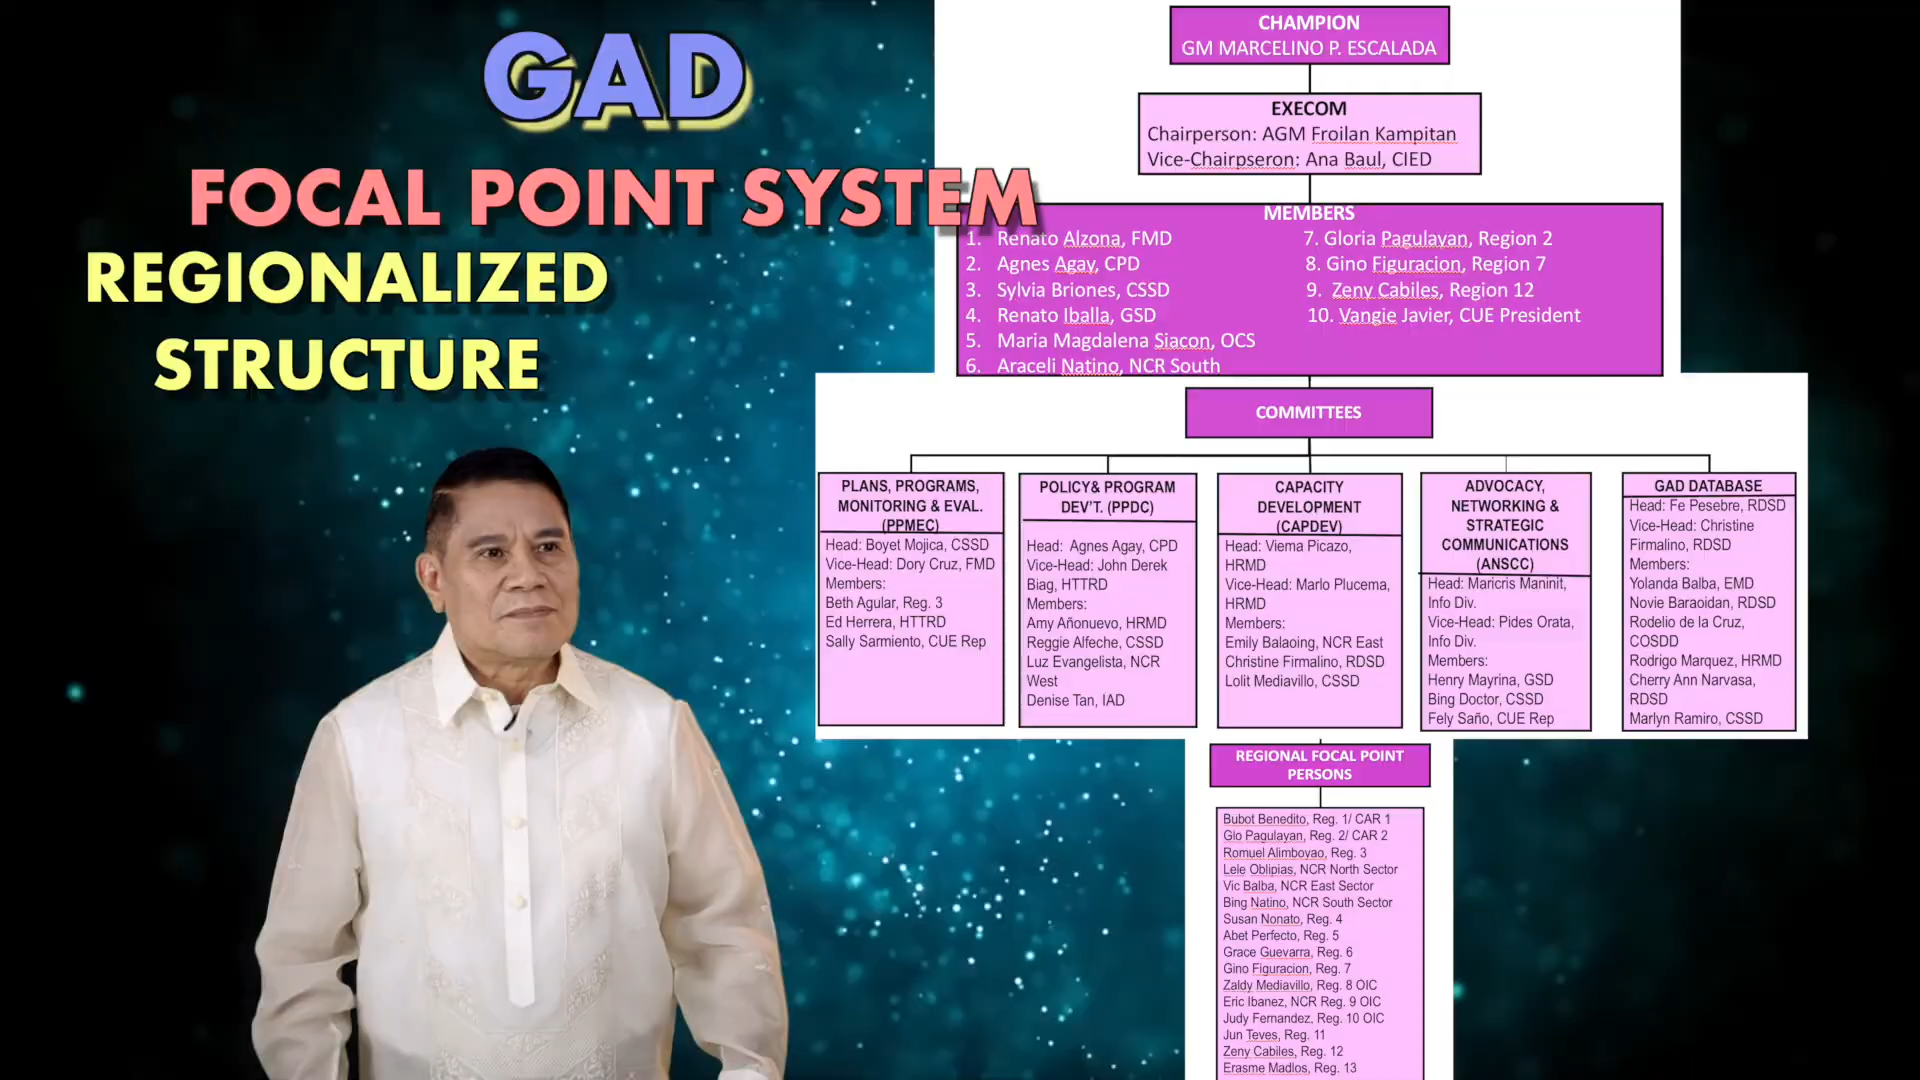 GAD
FOCAL POINT SYSTEM
REGIONALIZED
STRUCTURE
CHAMPION
GM MARCELINO P. ESCALADA
EXECOM
Chairperson: AGM Froilan Kampitan
Vice-Chairpseron: Ana Baul, CIED
MEMBERS
1. Renato Alzona, FMD
2. Agnes Agay, CPD
3. Sylvia Briones, CSSD
4. Renato Iballa, GSD
5. Maria Magdalena Siacon, OCS
6. Araceli Natino, NCR South
7. Gloria Pagulayan, Region 2
8. Gino Figuracion, Region 7
9. Zeny Cabiles, Region 12
10. Vangie Javier, CUE President
COMMITTEES
PLANS, PROGRAMS,
MONITORING & EVAL.
(PPMEC)
Head: Boyet Mojica, CSSD
Vice-Head: Dory Cruz, FMD
Members:
Beth Agular, Reg. 3
Ed Herrera, HTTRD
Sally Sarmiento, CUE Rep
POLICY& PROGRAM
DEV'T. (PPDC)
Head: Agnes Agay, CPD
Vice-Head: John Derek
Biag, HTTRD
Members:
Amy Añonuevo, HRMD
Reggie Alfeche, CSSD
Luz Evangelista, NCR
West
Denise Tan, IAD
CAPACITY
DEVELOPMENT
(CAPDEV)
Head: Viema Picazo,
HRMD
Vice-Head: Marlo Plucema,
HRMD
Members:
Emily Balaoing, NCR East
Christine Firmalino, RDSD
Lolit Mediavillo, CSSD
ADVOCACY,
NETWORKING &
STRATEGIC
COMMUNICATIONS
(ANSCC)
Head: Maricris Maninit,
Info Div.
Vice-Head: Pides Orata,
Info Div.
Members:
Henry Mayrina, GSD
Bing Doctor, CSSD
Fely Saño, CUE Rep
GAD DATABASE
Head: Fe Pesebre, RDSD
Vice-Head: Christine
Firmalino, RDSD
Members:
Yolanda Balba, EMD
Novie Baraoidan, RDSD
Rodelio de la Cruz,
COSDD
Rodrigo Marquez, HRMD
Cherry Ann Narvasa,
RDSD
Marlyn Ramiro, CSSD
REGIONAL FOCAL POINT
PERSONS
Bubot Benedito, Reg. 1/ CAR 1
Glo Pagulayan, Reg. 2/ CAR 2
Romuel Alimboyao, Reg. 3
Lele Oblipias, NCR North Sector
Vic Balba, NCR East Sector
Bing Natino, NCR South Sector
Susan Nonato, Reg. 4
Abet Perfecto, Reg. 5
Grace Guevarra, Reg. 6
Gino Figuracion, Reg. 7
Zaldy Mediavillo, Reg. 8 OIC
Eric Ibanez, NCR Reg. 9 OIC
Judy Fernandez, Reg. 10 OIC
Jun Teves, Reg. 11
Zeny Cabiles, Reg. 12
Erasme Madlos, Reg. 13